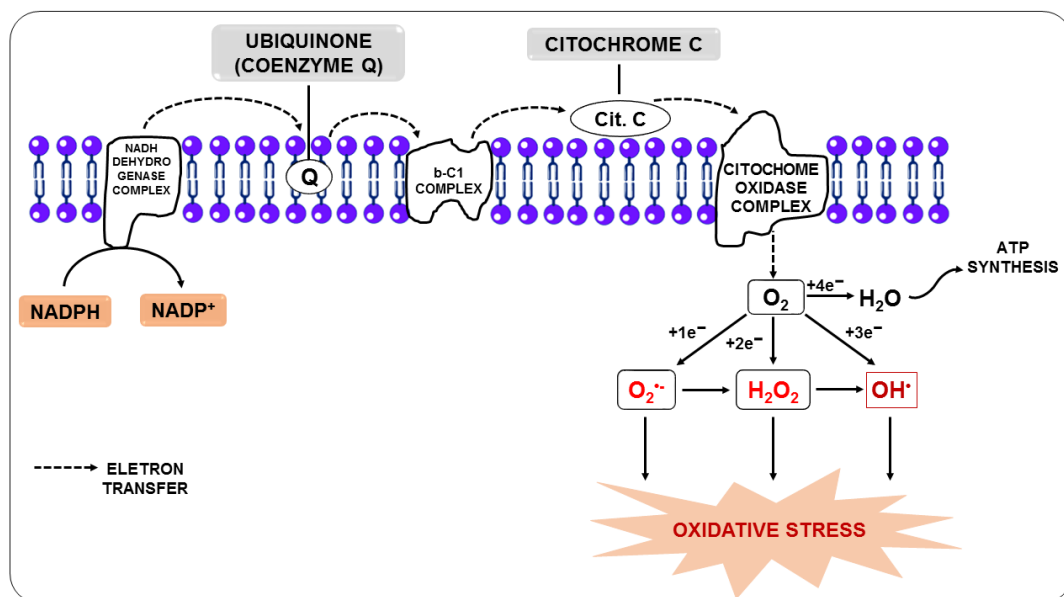 UBIQUINONE
(COENZYME Q)
CITOCHROME C
Cit. C
NADH
DEHYDRO
GENASE
COMPLEX
Q
b-C1
COMPLEX
CITOCHOME
OXIDASE
COMPLEX
NADPH
NADP⁺
ATP
SYNTHESIS
O₂
+4e⁻
H₂O
+1e⁻
+2e⁻
+3e⁻
O₂•⁻
H₂O₂
OH•
ELETRON
TRANSFER
OXIDATIVE STRESS